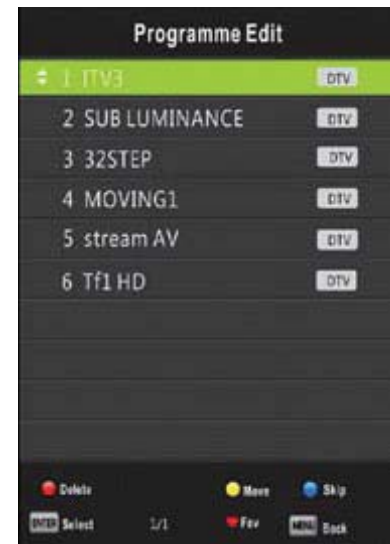 Programme Edit
1 ITV3 DTV
2 SUB LUMINANCE DTV
3 32STEP DTV
4 MOVING1 DTV
5 stream AV DTV
6 Tf1 HD DTV
Delete Move Skip
ENTER Select 1/1 Fav MENU Back